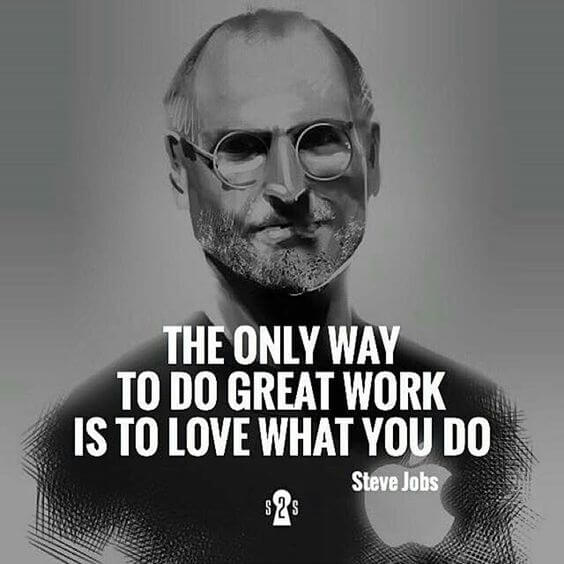 THE ONLY WAY
TO DO GREAT WORK
IS TO LOVE WHAT YOU DO
Steve Jobs
S2S